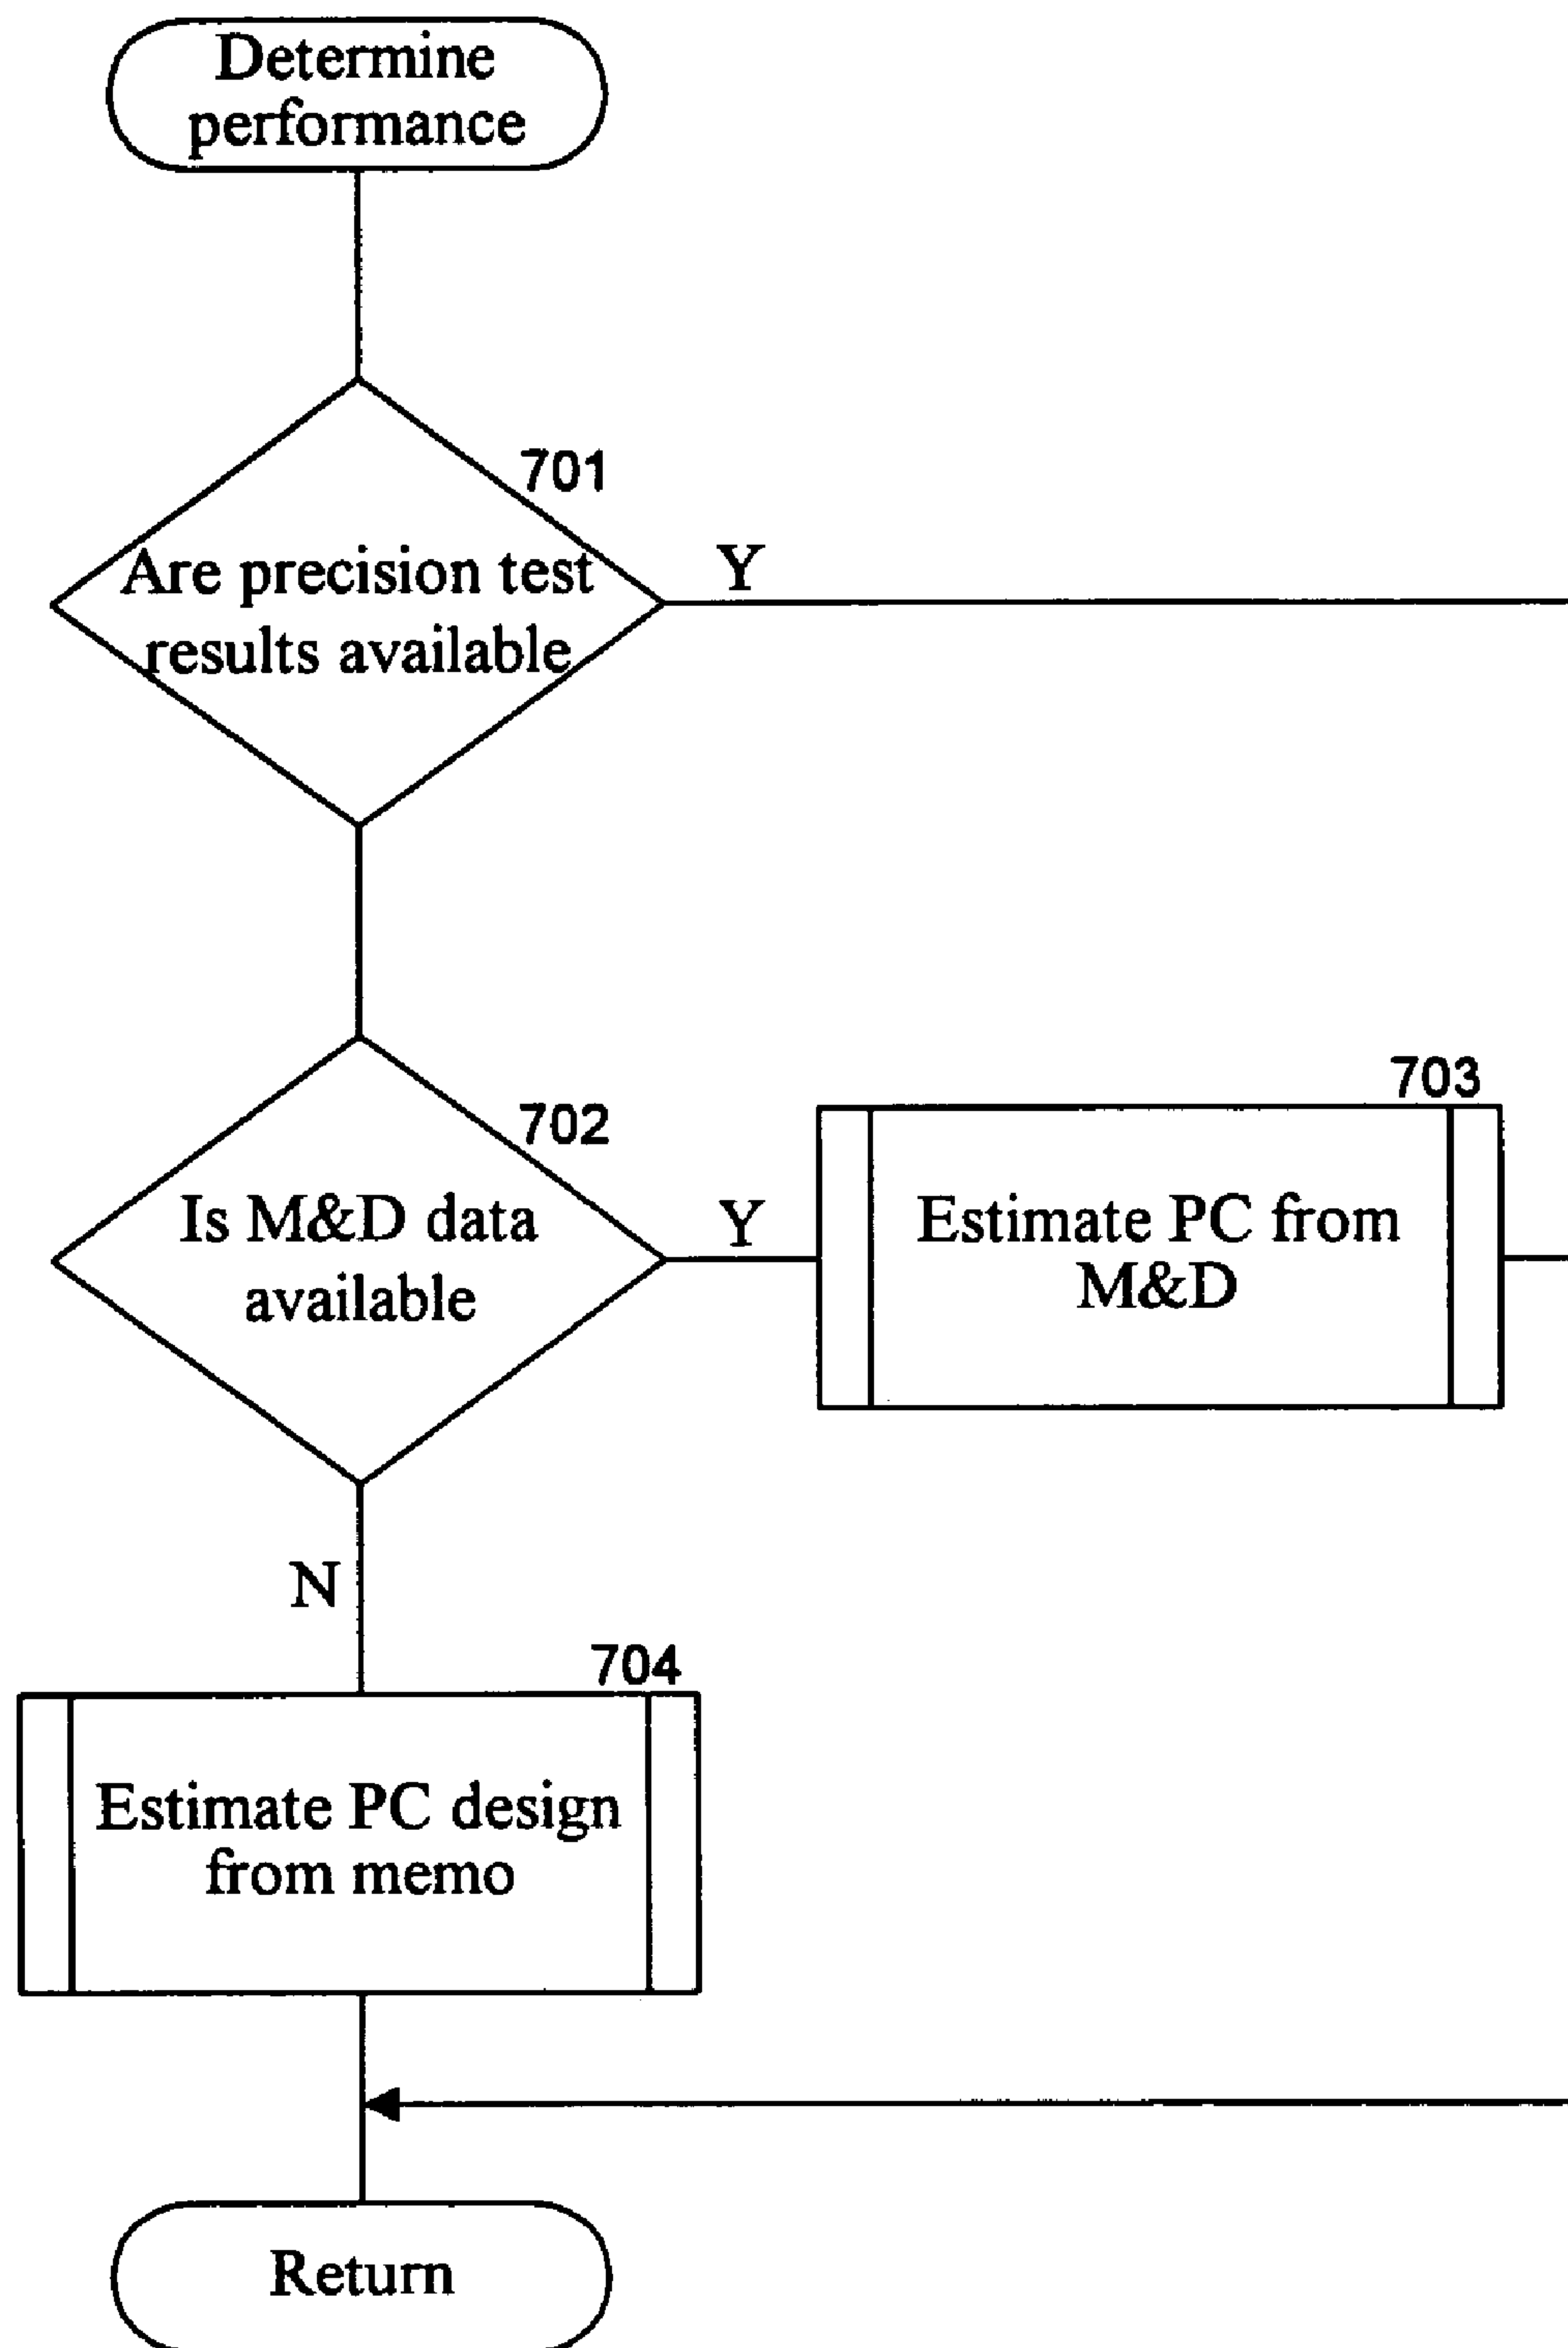 Determine
performance
701
Are precision test
results available
Y
702
Is M&D data
available
Y
703
Estimate PC from
M&D
N
704
Estimate PC design
from memo
Return